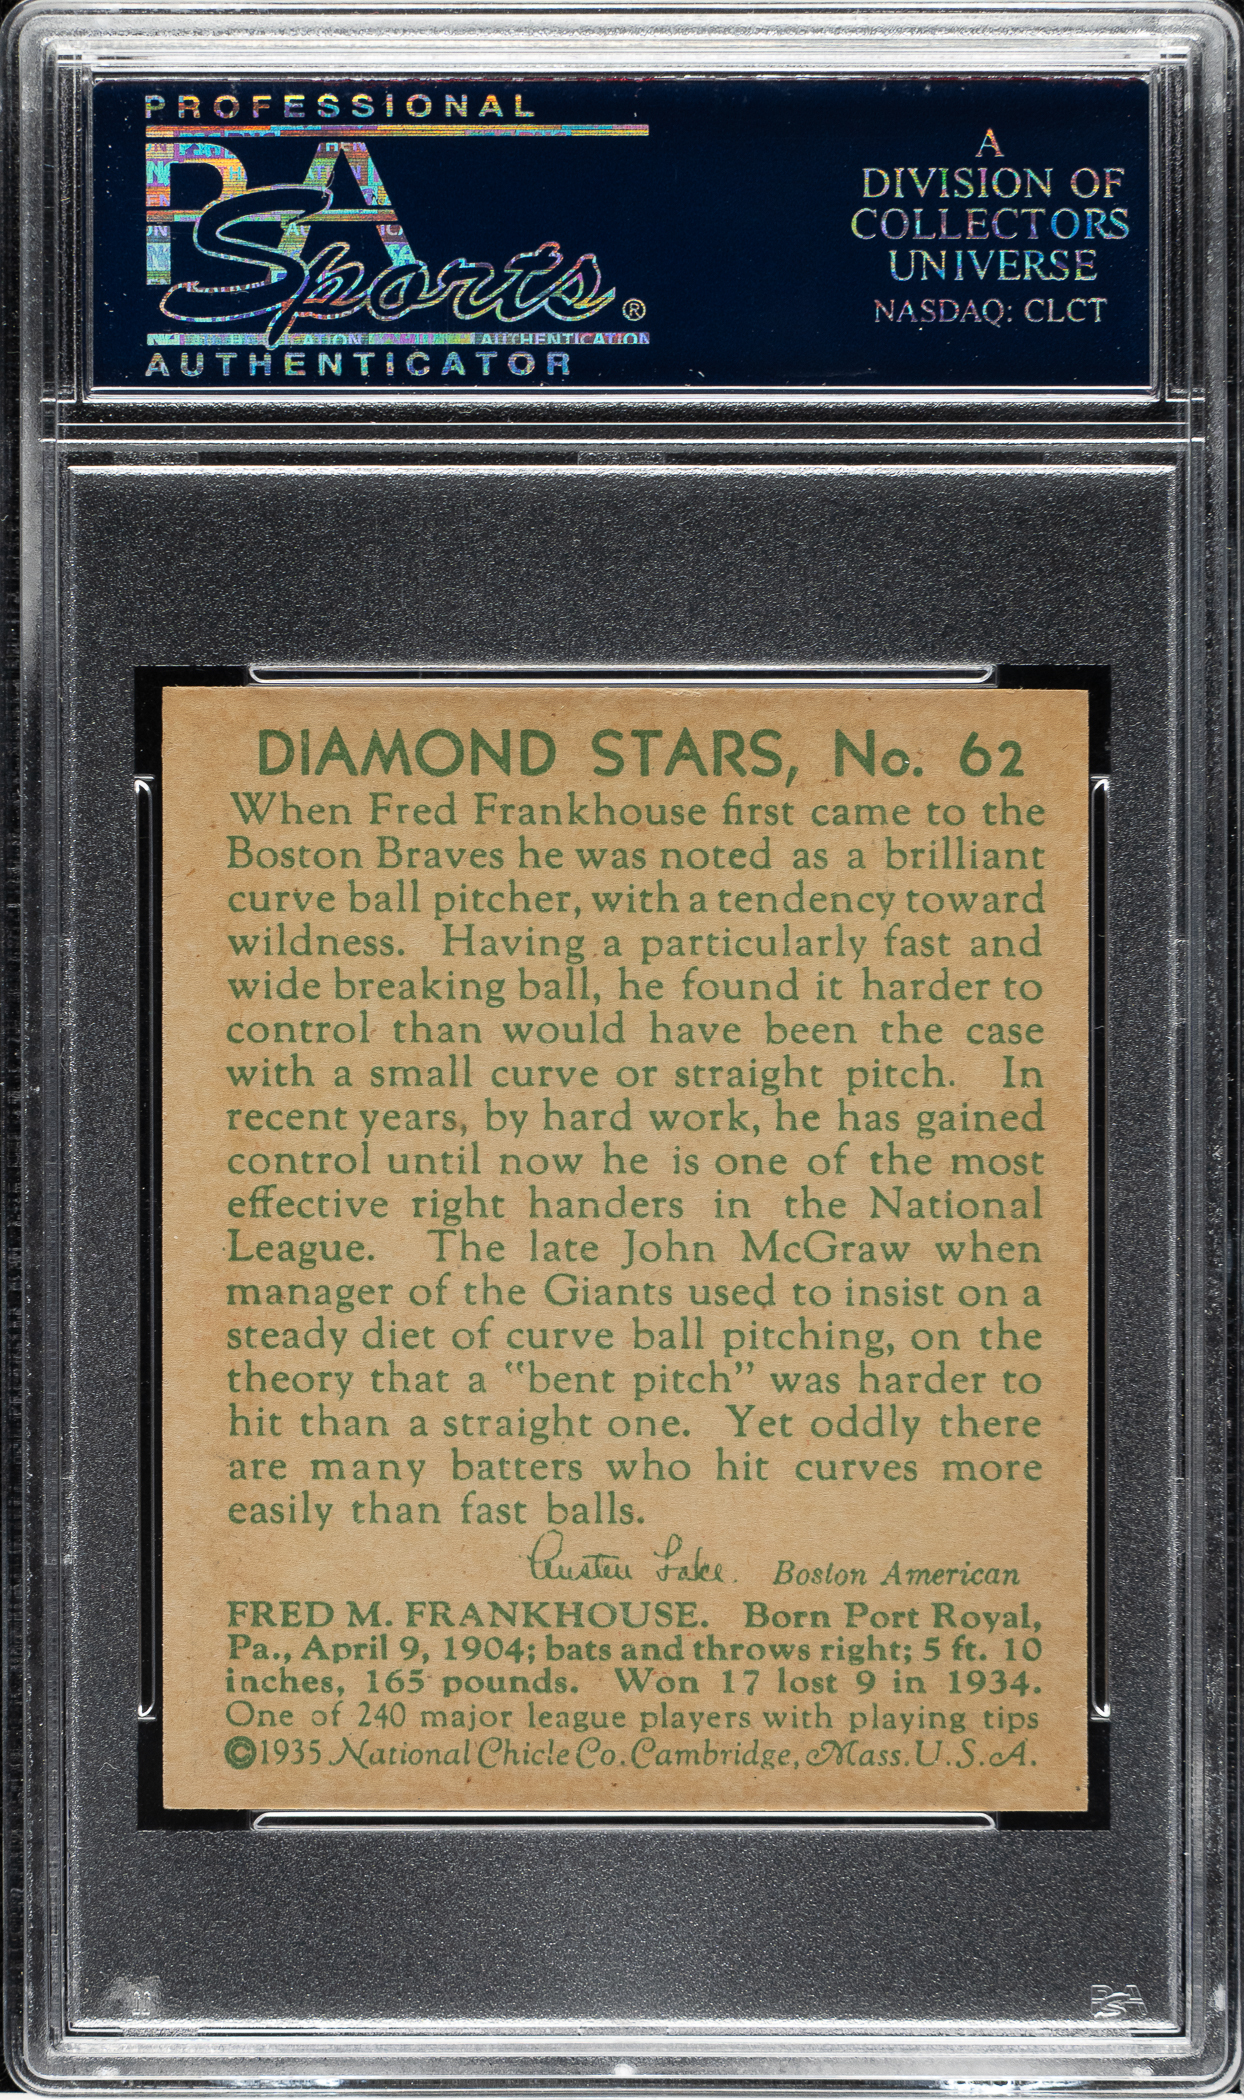 PROFESSIONAL
PSA
Sports®
AUTHENTICATOR
A
DIVISION OF
COLLECTORS
UNIVERSE
NASDAQ: CLCT
DIAMOND STARS, No. 62
When Fred Frankhouse first came to the
Boston Braves he was noted as a brilliant
curve ball pitcher, with a tendency toward
wildness. Having a particularly fast and
wide breaking ball, he found it harder to
control than would have been the case
with a small curve or straight pitch. In
recent years, by hard work, he has gained
control until now he is one of the most
effective right handers in the National
League. The late John McGraw when
manager of the Giants used to insist on a
steady diet of curve ball pitching, on the
theory that a "bent pitch" was harder to
hit than a straight one. Yet oddly there
are many batters who hit curves more
easily than fast balls.
Austen Lake. Boston American
FRED M. FRANKHOUSE. Born Port Royal,
Pa., April 9, 1904; bats and throws right; 5 ft. 10
inches, 165 pounds. Won 17 lost 9 in 1934.
One of 240 major league players with playing tips
©1935 National Chicle Co. Cambridge, Mass. U.S.A.
PSA